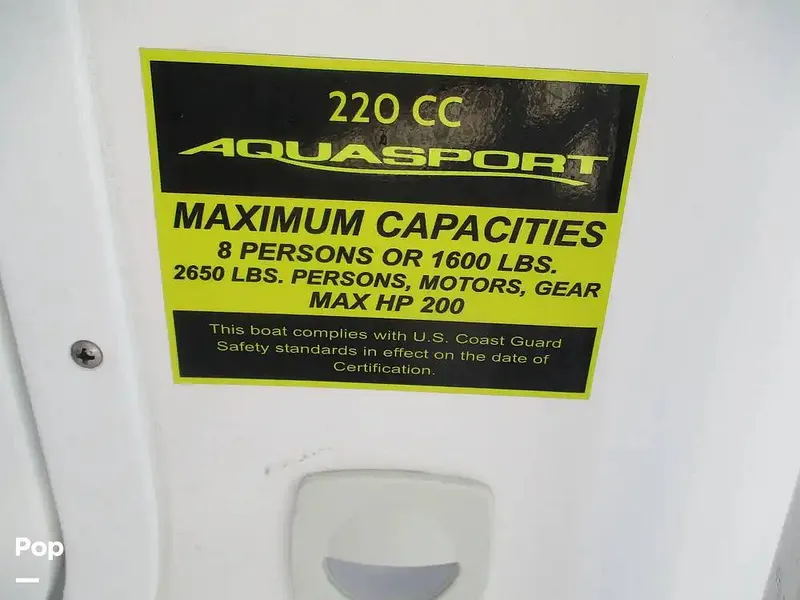 220 CC
AQUASPORT
MAXIMUM CAPACITIES
8 PERSONS OR 1600 LBS.
2650 LBS. PERSONS, MOTORS, GEAR
MAX HP 200
This boat complies with U.S. Coast Guard
Safety standards in effect on the date of
Certification.
Pop